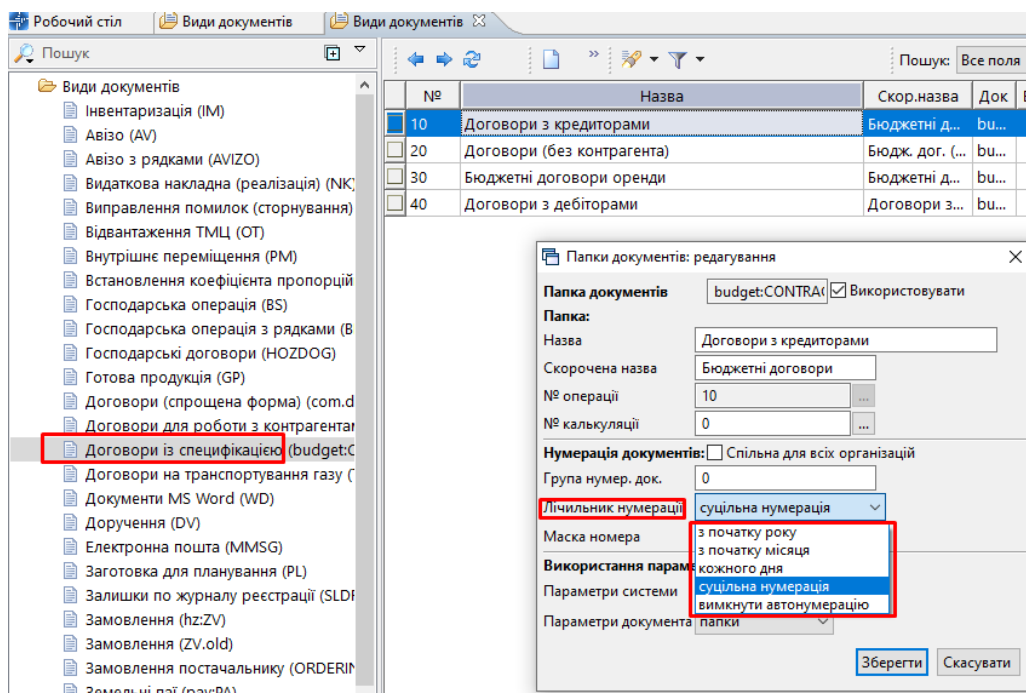 Робочий стіл
Види документів
Види документів
Пошук
Види документів
Інвентаризація (IM)
Авізо (AV)
Авізо з рядками (AVIZO)
Видаткова накладна (реалізація) (NK)
Виправлення помилок (сторнування)
Відвантаження ТМЦ (OT)
Внутрішнє переміщення (PM)
Встановлення коефіцієнта пропорцій
Господарська операція (BS)
Господарська операція з рядками (B
Господарські договори (HOZDOG)
Готова продукція (GP)
Договори (спрощена форма) (com.d
Договори для роботи з контрагента
Договори із специфікацією (budget:C
Договори на транспортування газу (
Документи MS Word (WD)
Доручення (DV)
Електронна пошта (MMSG)
Заготовка для планування (PL)
Залишки по журналу реєстрації (SLD
Замовлення (hz:ZV)
Замовлення (ZV.old)
Замовлення постачальнику (ORDERIN
Земельні паї (pay:PA)
Пошук: Все поля
№ Назва Скор.назва Док
10 Договори з кредиторами Бюджетні д... bu...
20 Договори (без контрагента) Бюдж. дог. (... bu...
30 Бюджетні договори оренди Бюджетні д... bu...
40 Договори з дебіторами Договори з... bu...
Папки документів: редагування
Папка документів budget:CONTRA( Використовувати
Папка:
Назва Договори з кредиторами
Скорочена назва Бюджетні договори
№ операції 10 ...
№ калькуляції 0 ...
Нумерація документів: Спільна для всіх організацій
Група нумер. док. 0
Лічильник нумерації суцільна нумерація
з початку року
Маска номера
з початку місяця
кожного дня
Використання парам
суцільна нумерація
Параметри системи
вимкнути автонумерацію
Параметри документа папки
Зберегти Скасувати